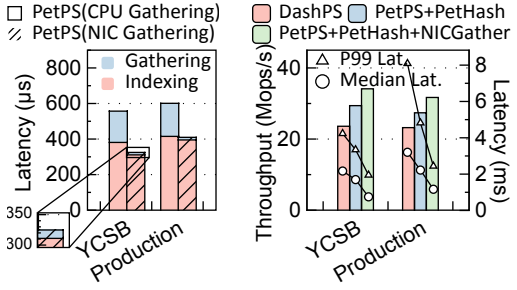 PetPS(CPU Gathering)
PetPS(NIC Gathering)
DashPS
PetPS+PetHash
PetPS+PetHash+NICGather
Gathering
Indexing
Latency (μs)
800
600
400
200
0
350
300
YCSB
Production
P99 Lat.
Median Lat.
Throughput (Mops/s)
40
20
0
8
6
4
2
0
Latency (ms)
YCSB
Production